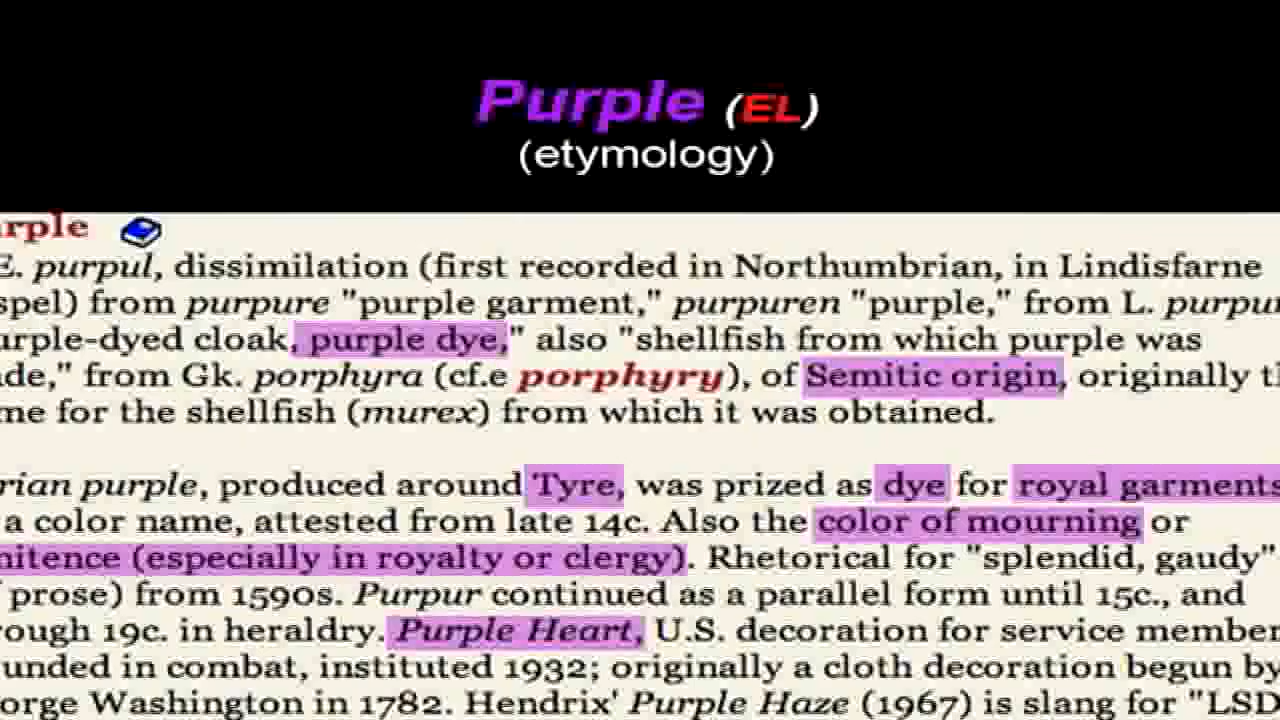 Purple (EL)
(etymology)
rple
E. purpul, dissimilation (first recorded in Northumbrian, in Lindisfarne
spel) from purpure "purple garment," purpuren "purple," from L. purpu
urple-dyed cloak, purple dye," also "shellfish from which purple was
de," from Gk. porphyra (cf.e porphyry), of Semitic origin, originally th
me for the shellfish (murex) from which it was obtained.
rian purple, produced around Tyre, was prized as dye for royal garments
a color name, attested from late 14c. Also the color of mourning or
nitence (especially in royalty or clergy). Rhetorical for "splendid, gaudy"
f prose) from 1590s. Purpur continued as a parallel form until 15c., and
rough 19c. in heraldry. Purple Heart, U.S. decoration for service member
unded in combat, instituted 1932; originally a cloth decoration begun by
orge Washington in 1782. Hendrix' Purple Haze (1967) is slang for "LSD